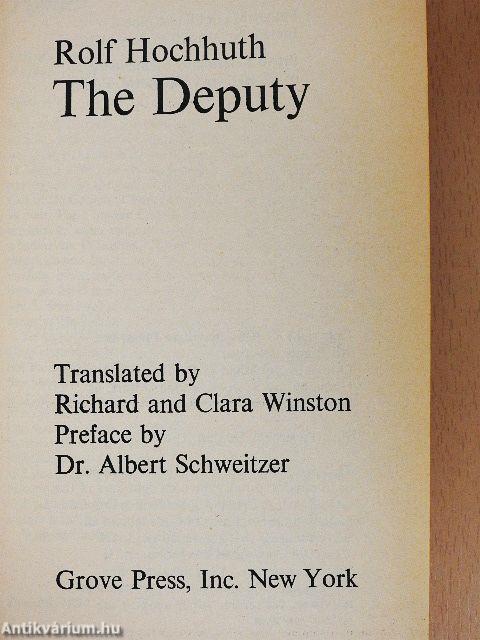 Rolf Hochhuth
The Deputy
Translated by
Richard and Clara Winston
Preface by
Dr. Albert Schweitzer
Grove Press, Inc. New York
Antikvárium.hu